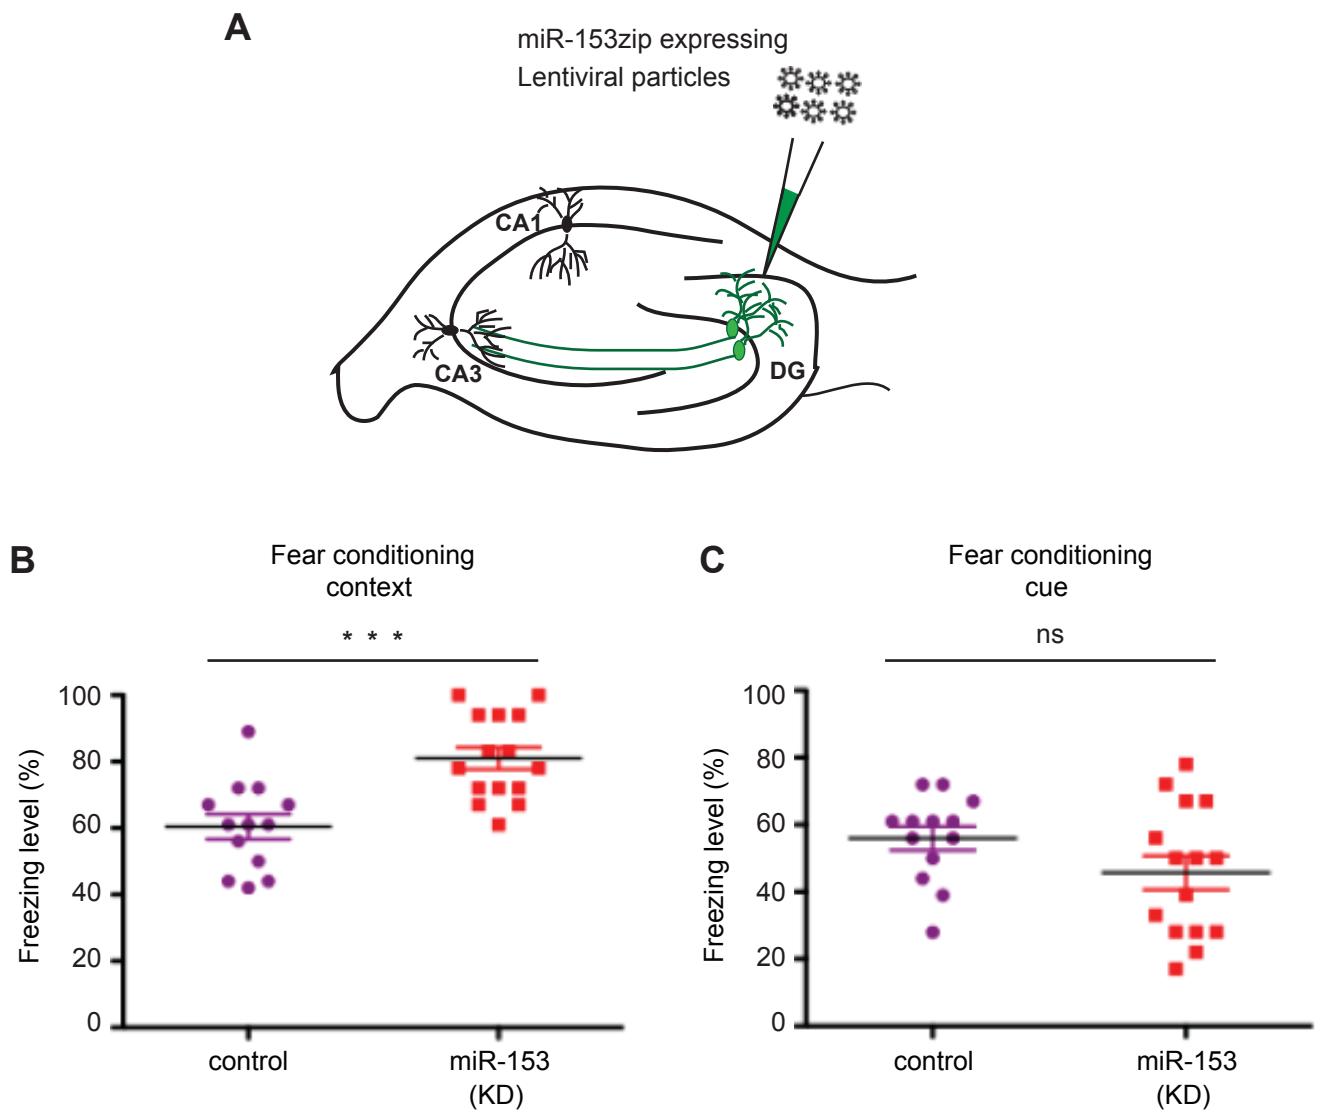 A
miR-153zip expressing
Lentiviral particles
CA1
CA3
DG
B
Fear conditioning
context
* * *
Freezing level (%)
100
80
60
40
20
0
control
miR-153
(KD)
C
Fear conditioning
cue
ns
Freezing level (%)
100
80
60
40
20
0
control
miR-153
(KD)